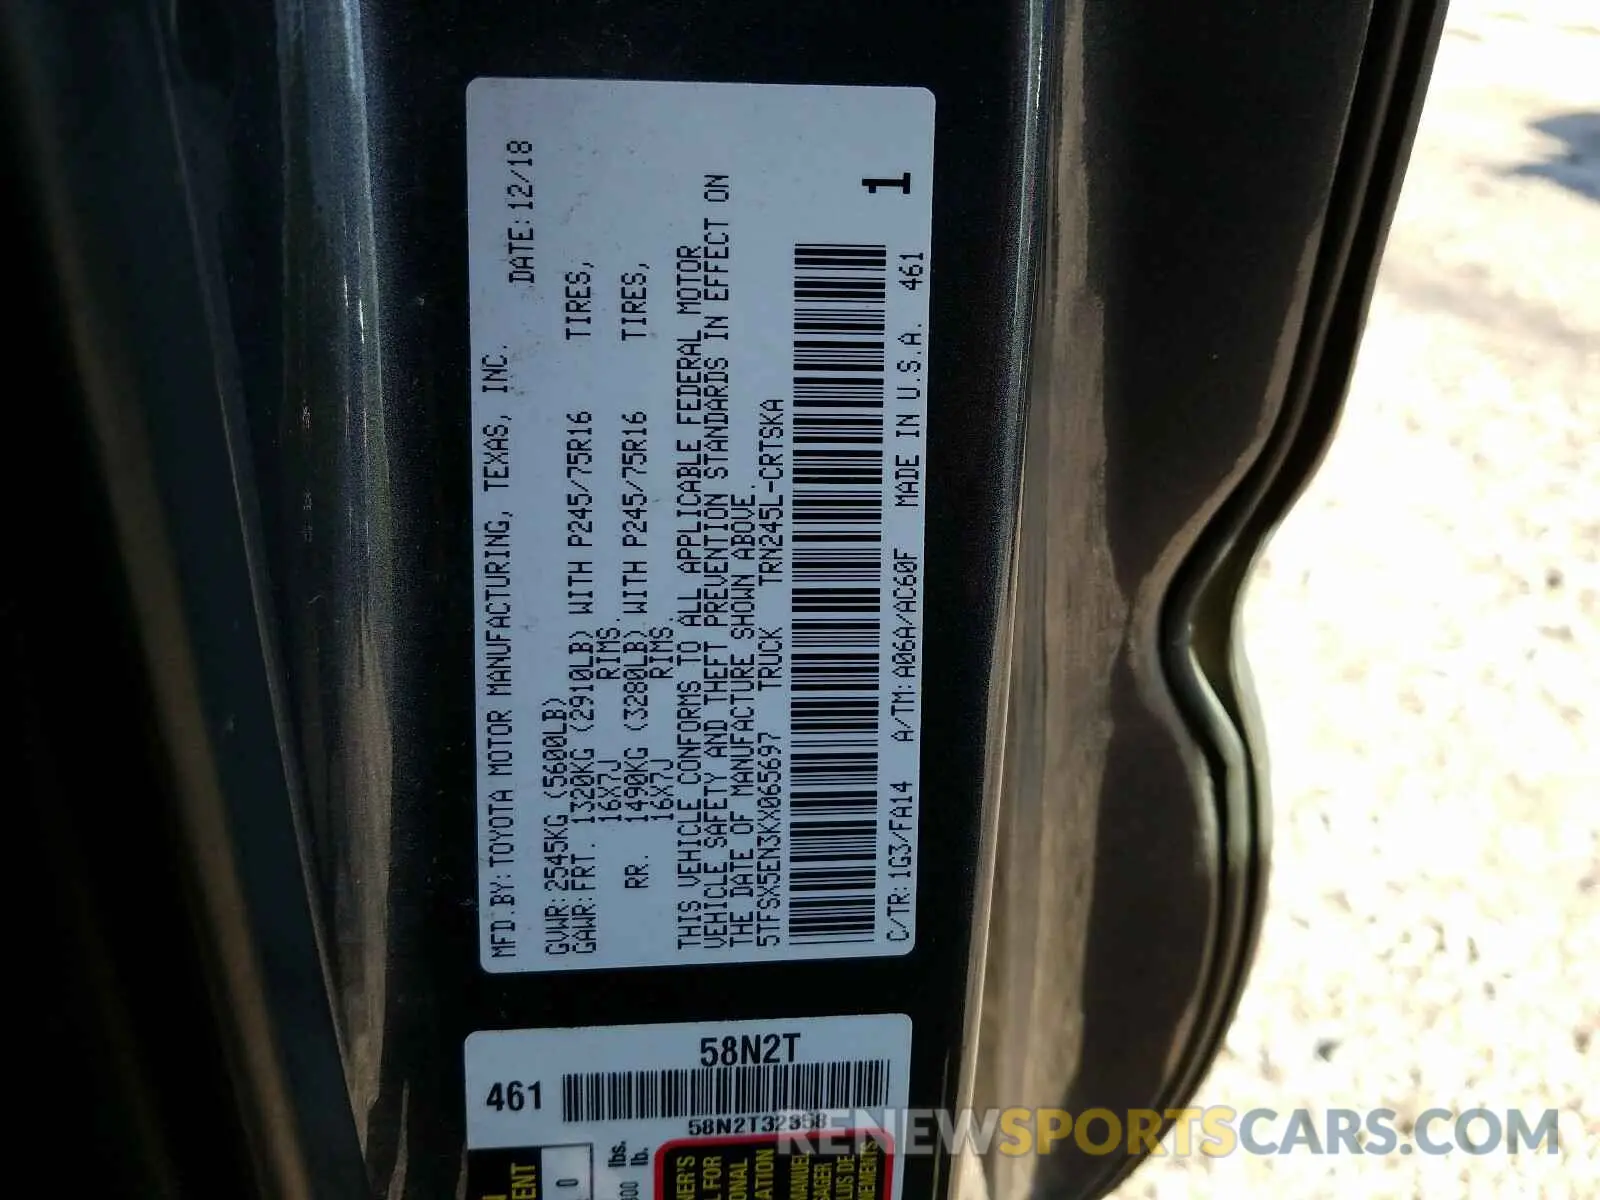 MFD.BY: TOYOTA MOTOR MANUFACTURING, TEXAS, INC.
DATE: 12/18
GVWR: 2545KG (5600LB)
GAWR: FRT. 1320KG (2910LB) WITH P245/75R16 TIRES,
16X7J RIMS.
RR. 1490KG (3280LB) WITH P245/75R16 TIRES,
16X7J RIMS.
THIS VEHICLE CONFORMS TO ALL APPLICABLE FEDERAL MOTOR
VEHICLE SAFETY AND THEFT PREVENTION STANDARDS IN EFFECT ON
THE DATE OF MANUFACTURE SHOWN ABOVE.
5TFSX5EN3KX065697 TRUCK TRN245L-CRTSKA
1
C/TR: 1G3/FA14 A/TM: A06A/AC60F MADE IN U.S.A. 461
461
58N2T
58N2T32358
lbs.
lb.
RENEWSPORTSCARS.COM